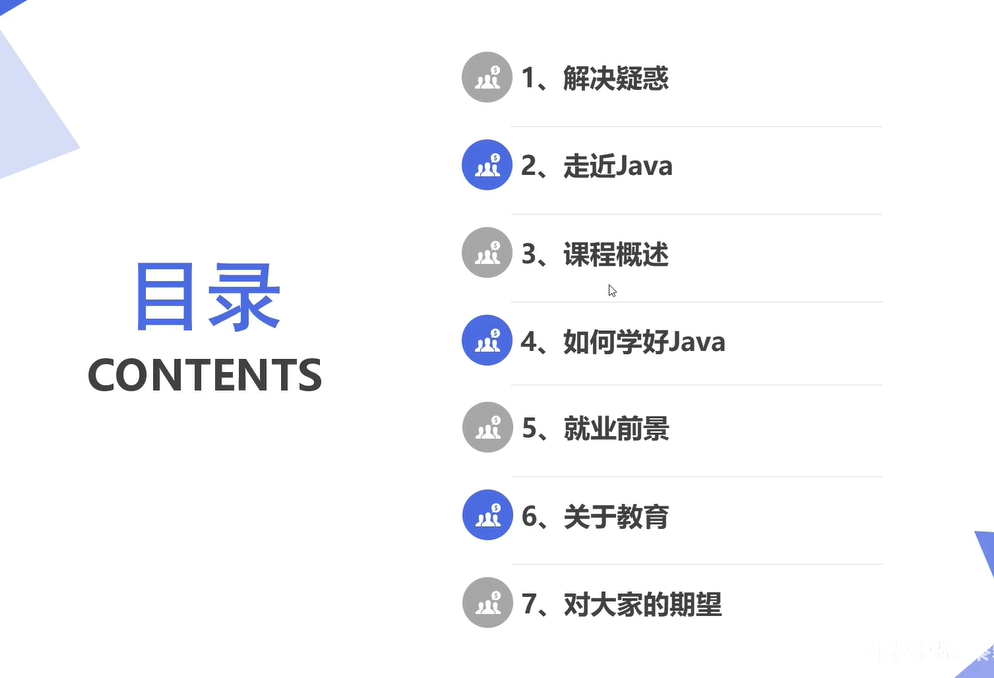 目录
CONTENTS
1、解决疑惑
2、走近Java
3、课程概述
4、如何学好Java
5、就业前景
6、关于教育
7、对大家的期望